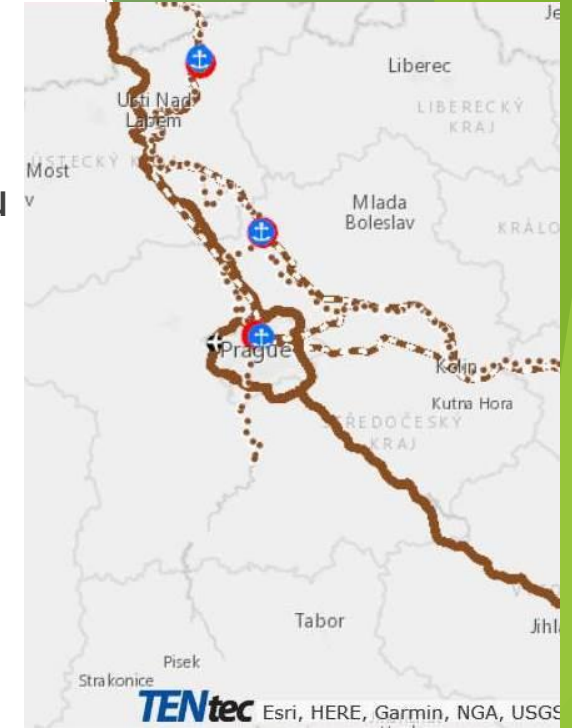 Je
Liberec
LIBERECKÝ
KRAJ
Usti Nad
Labem
Most
ÚSTECKÝ
u
v
Mlada
Boleslav
KRÁLO
Prague
Kolin
Kutna Hora
STŘEDOČESKÝ
KRAJ
Tabor
Jihl
Pisek
Strakonice
TENtec Esri, HERE, Garmin, NGA, USGS